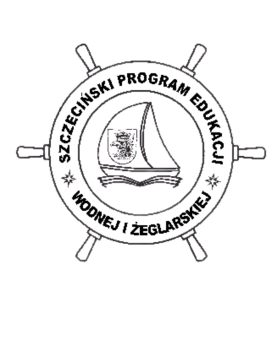 SZCZECIŃSKI PROGRAM EDUKACJI
WODNEJ I ŻEGLARSKIEJ